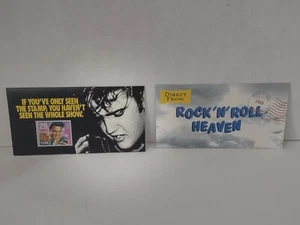 IF YOU'VE ONLY SEEN
THE STAMP, YOU HAVEN'T
SEEN THE WHOLE SHOW.
DIRECT
FROM
ROCK 'N' ROLL
HEAVEN